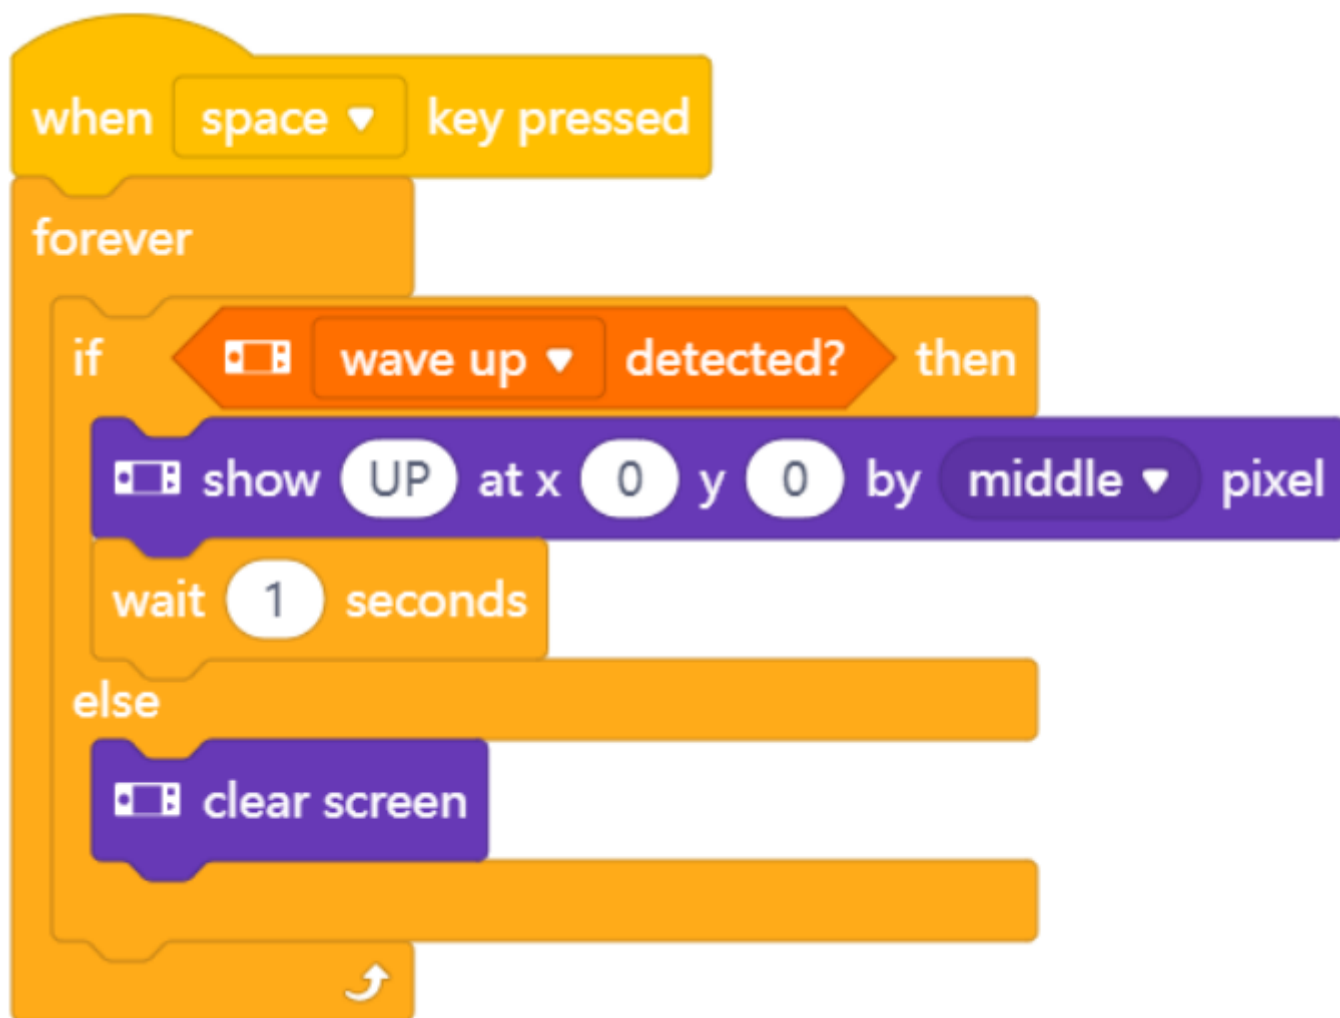 when space key pressed
forever
if wave up detected? then
show UP at x 0 y 0 by middle pixel
wait 1 seconds
else
clear screen